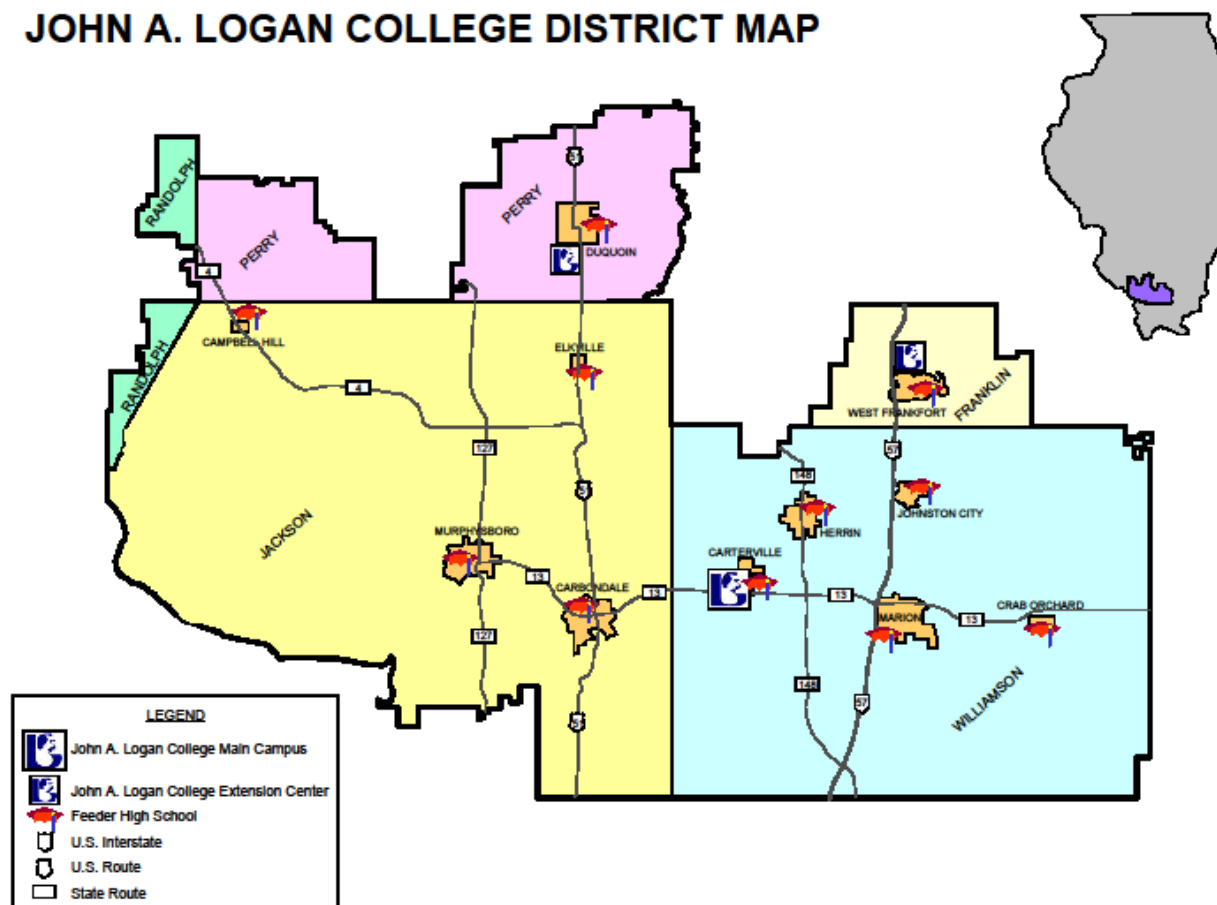 JOHN A. LOGAN COLLEGE DISTRICT MAP
RANDOLPH
PERRY
PERRY
51
DUQUOIN
4
CAMPBELL HILL
RANDOLPH
ELKVILLE
4
WEST FRANKFORT
FRANKLIN
127
57
148
51
JOHNSTON CITY
HERRIN
JACKSON
MURPHYSBORO
CARTERVILLE
13
CARBONDALE
13
13
MARION
13
CRAB ORCHARD
127
148
57
51
WILLIAMSON
LEGEND
John A. Logan College Main Campus
John A. Logan College Extension Center
Feeder High School
U.S. Interstate
U.S. Route
State Route